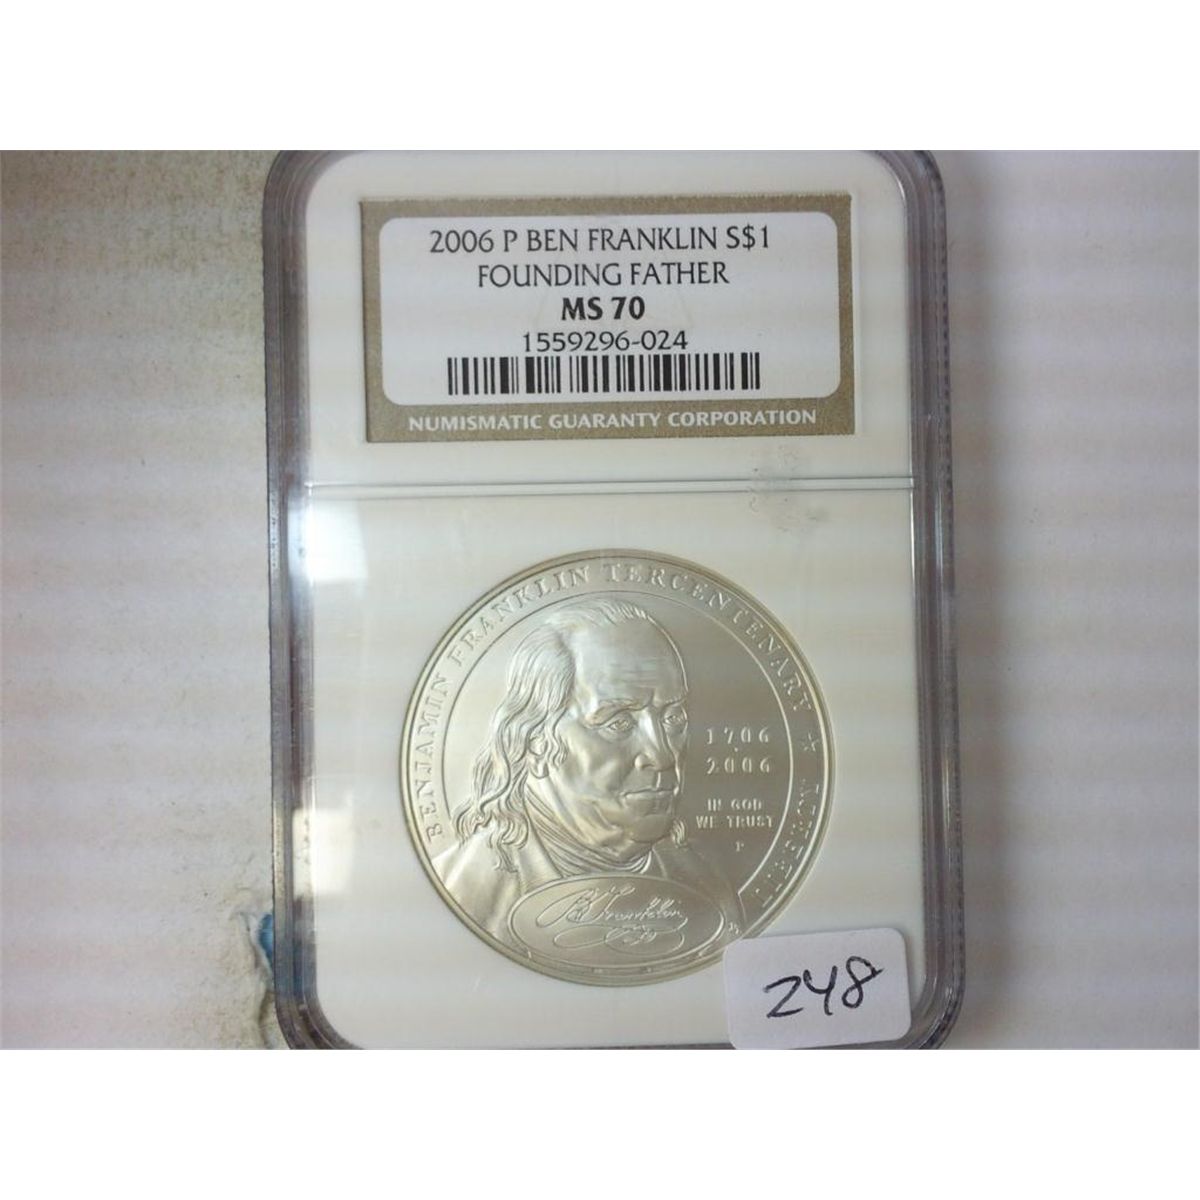 2006 P BEN FRANKLIN S$1
FOUNDING FATHER
MS 70
1559296-024
NUMISMATIC GUARANTY CORPORATION
BENJAMIN FRANKLIN TERCENTENARY ★
1706
2006
IN GOD
WE TRUST
P
B Franklin
248